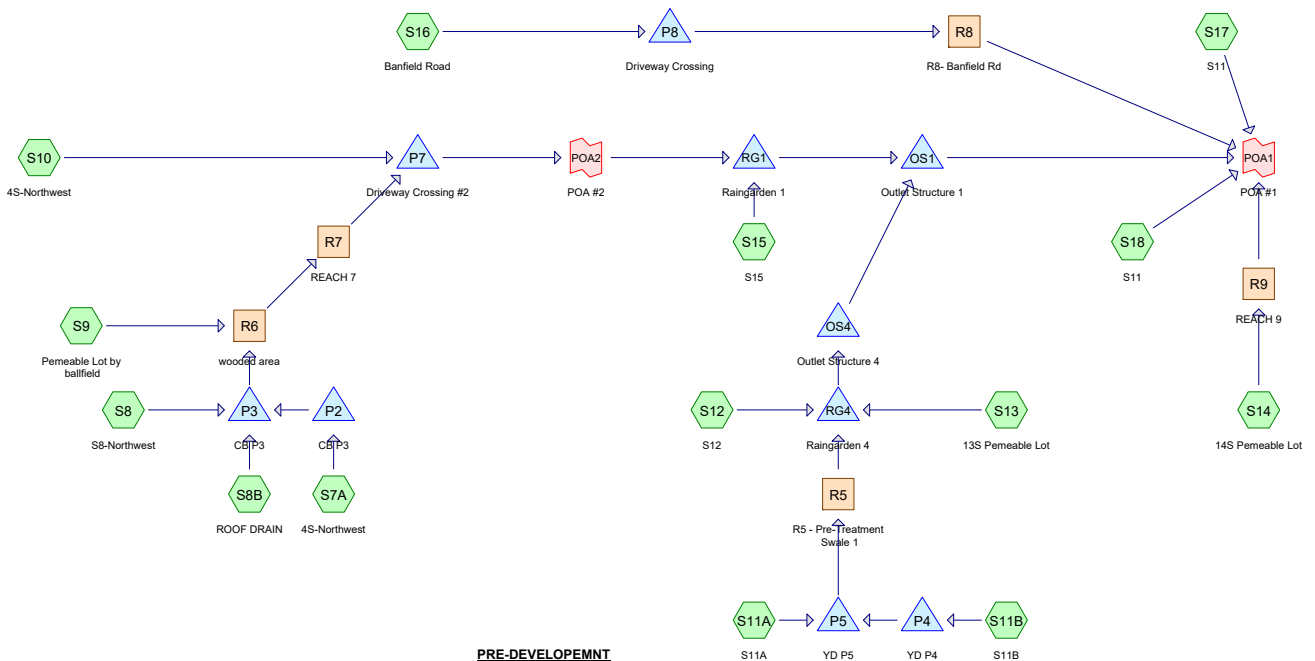 S16
P8
R8
S17
Banfield Road
Driveway Crossing
R8- Banfield Rd
S11
S10
P7
POA2
RG1
OS1
POA1
4S-Northwest
Driveway Crossing #2
POA #2
Raingarden 1
Outlet Structure 1
POA #1
R7
S15
S18
REACH 7
S15
S11
R9
REACH 9
S9
R6
OS4
Pemeable Lot by
ballfield
wooded area
Outlet Structure 4
S8
P3
P2
S12
RG4
S13
S14
S8-Northwest
CB P3
CB P3
S12
Raingarden 4
13S Pemeable Lot
14S Pemeable Lot
S8B
S7A
R5
ROOF DRAIN
4S-Northwest
R5 - Pre-Treatment
Swale 1
S11A
P5
P4
S11B
S11A
YD P5
YD P4
S11B
PRE-DEVELOPEMNT